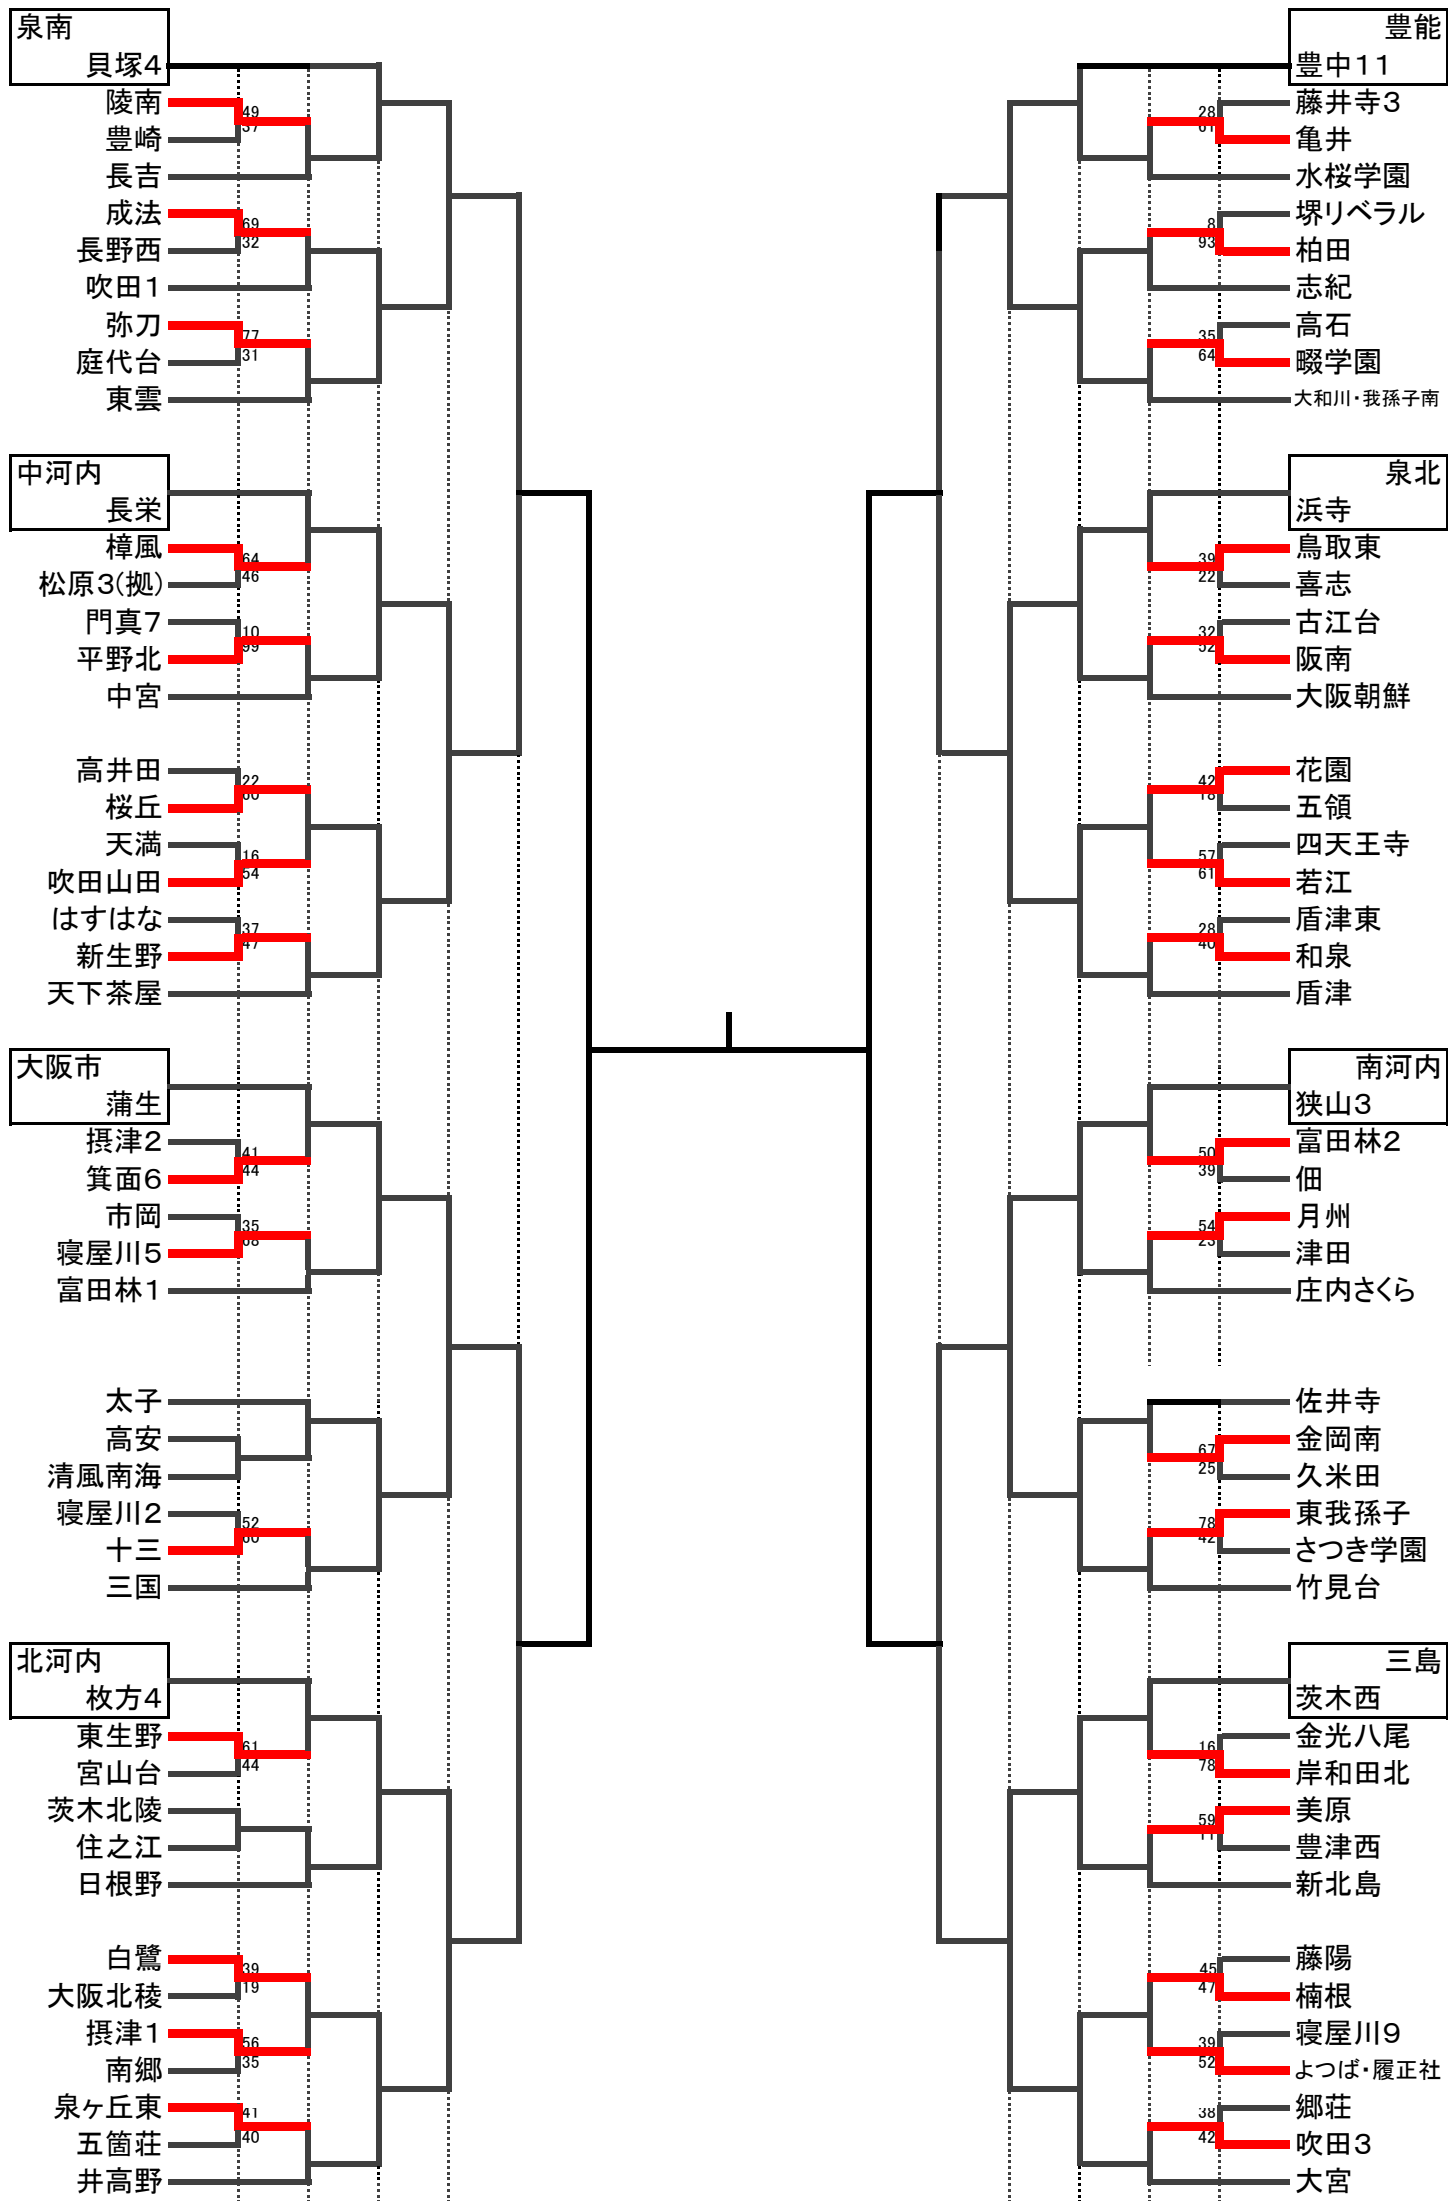 泉南
貝塚4
陵南
49
37
豊崎
長吉
成法
69
32
長野西
吹田1
弥刀
77
31
庭代台
東雲
中河内
長栄
樟風
64
46
松原3(拠)
門真7
10
99
平野北
中宮
高井田
22
60
桜丘
天満
16
54
吹田山田
はすはな
37
47
新生野
天下茶屋
大阪市
蒲生
摂津2
41
44
箕面6
市岡
35
68
寝屋川5
富田林1
太子
高安
清風南海
寝屋川2
52
60
十三
三国
北河内
枚方4
東生野
61
44
宮山台
茨木北陵
住之江
日根野
白鷺
39
19
大阪北稜
摂津1
56
35
南郷
泉ヶ丘東
41
40
五箇荘
井高野
豊能
豊中11
藤井寺3
28
61
亀井
水桜学園
堺リベラル
8
93
柏田
志紀
高石
35
64
畷学園
大和川・我孫子南
泉北
浜寺
鳥取東
39
22
喜志
古江台
32
52
阪南
大阪朝鮮
花園
42
18
五領
四天王寺
57
61
若江
盾津東
28
40
和泉
盾津
南河内
狭山3
富田林2
50
39
佃
月州
54
23
津田
庄内さくら
佐井寺
金岡南
67
25
久米田
東我孫子
78
42
さつき学園
竹見台
三島
茨木西
金光八尾
16
78
岸和田北
美原
59
11
豊津西
新北島
藤陽
45
47
楠根
寝屋川9
39
52
よつば・履正社
郷荘
38
42
吹田3
大宮